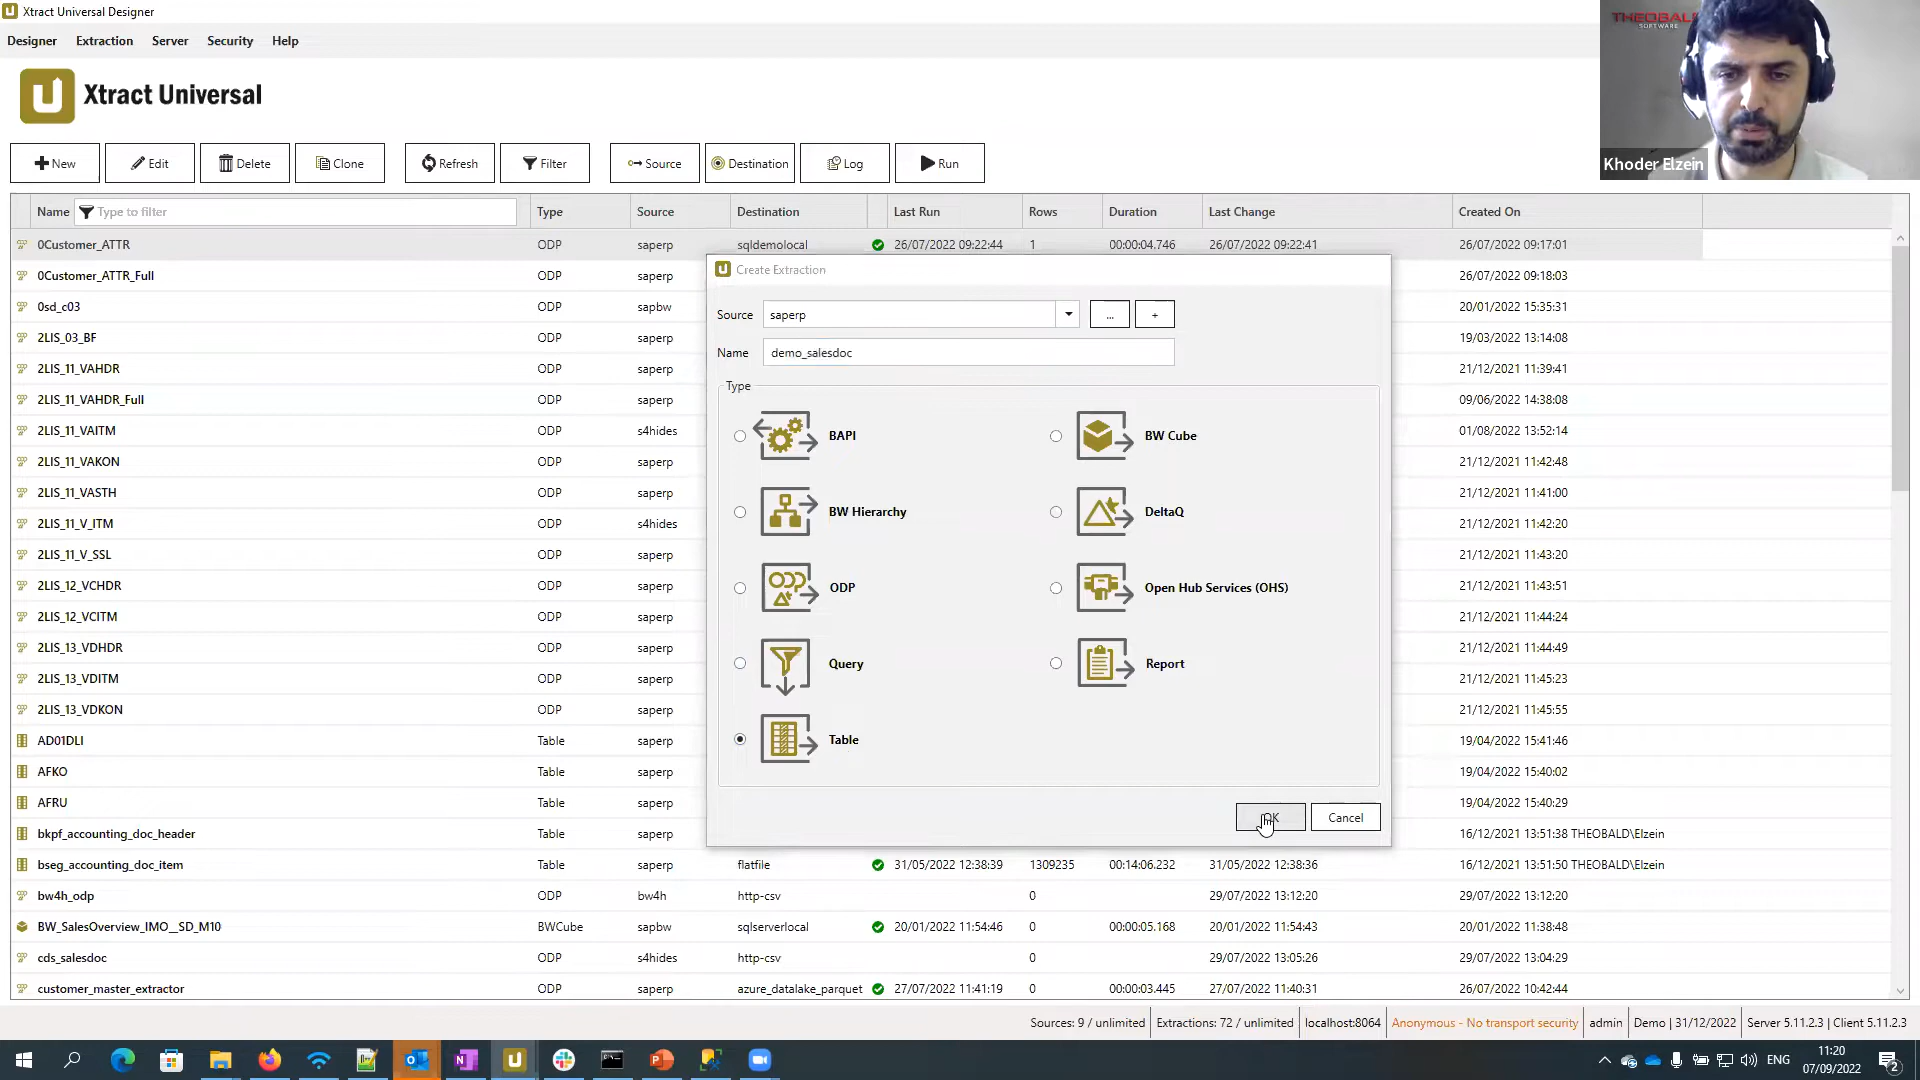 Xtract Universal Designer
Designer Extraction Server Security Help
THEOBALD
SOFTWARE
Xtract Universal
Khoder Elzein
New Edit Delete Clone Refresh Filter Source Destination Log Run
Name Type to filter Type Source Destination Last Run Rows Duration Last Change Created On
0Customer_ATTR ODP saperp sqldemolocal 26/07/2022 09:22:44 1 00:00:04.746 26/07/2022 09:22:41 26/07/2022 09:17:01
0Customer_ATTR_Full ODP saperp 26/07/2022 09:18:03
0sd_c03 ODP sapbw 20/01/2022 15:35:31
2LIS_03_BF ODP saperp 19/03/2022 13:14:08
2LIS_11_VAHDR ODP saperp 21/12/2021 11:39:41
2LIS_11_VAHDR_Full ODP saperp 09/06/2022 14:38:08
2LIS_11_VAITM ODP s4hides 01/08/2022 13:52:14
2LIS_11_VAKON ODP saperp 21/12/2021 11:42:48
2LIS_11_VASTH ODP saperp 21/12/2021 11:41:00
2LIS_11_V_ITM ODP s4hides 21/12/2021 11:42:20
2LIS_11_V_SSL ODP saperp 21/12/2021 11:43:20
2LIS_12_VCHDR ODP saperp 21/12/2021 11:43:51
2LIS_12_VCITM ODP saperp 21/12/2021 11:44:24
2LIS_13_VDHDR ODP saperp 21/12/2021 11:44:49
2LIS_13_VDITM ODP saperp 21/12/2021 11:45:23
2LIS_13_VDKON ODP saperp 21/12/2021 11:45:55
AD01DLI Table saperp 19/04/2022 15:41:46
AFKO Table saperp 19/04/2022 15:40:02
AFRU Table saperp 19/04/2022 15:40:29
bkpf_accounting_doc_header Table saperp 16/12/2021 13:51:38 THEOBALD\Elzein
bseg_accounting_doc_item Table saperp flatfile 31/05/2022 12:38:39 1309235 00:14:06.232 31/05/2022 12:38:36 16/12/2021 13:51:50 THEOBALD\Elzein
bw4h_odp ODP bw4h http-csv 0 29/07/2022 13:12:20 29/07/2022 13:12:20
BW_SalesOverview_IMO__SD_M10 BWCube sapbw sqlserverlocal 20/01/2022 11:54:46 0 00:00:05.168 20/01/2022 11:54:43 20/01/2022 11:38:48
cds_salesdoc ODP s4hides http-csv 0 29/07/2022 13:05:26 29/07/2022 13:04:29
customer_master_extractor ODP saperp azure_datalake_parquet 27/07/2022 11:41:19 0 00:00:03.445 27/07/2022 11:40:31 26/07/2022 10:42:44
Create Extraction
Source saperp ... +
Name demo_salesdoc
Type
BAPI BW Cube
BW Hierarchy DeltaQ
ODP Open Hub Services (OHS)
Query Report
Table
OK Cancel
Sources: 9 / unlimited Extractions: 72 / unlimited localhost:8064 Anonymous - No transport security admin Demo | 31/12/2022 Server 5.11.2.3 | Client 5.11.2.3
ENG 11:20
07/09/2022
2